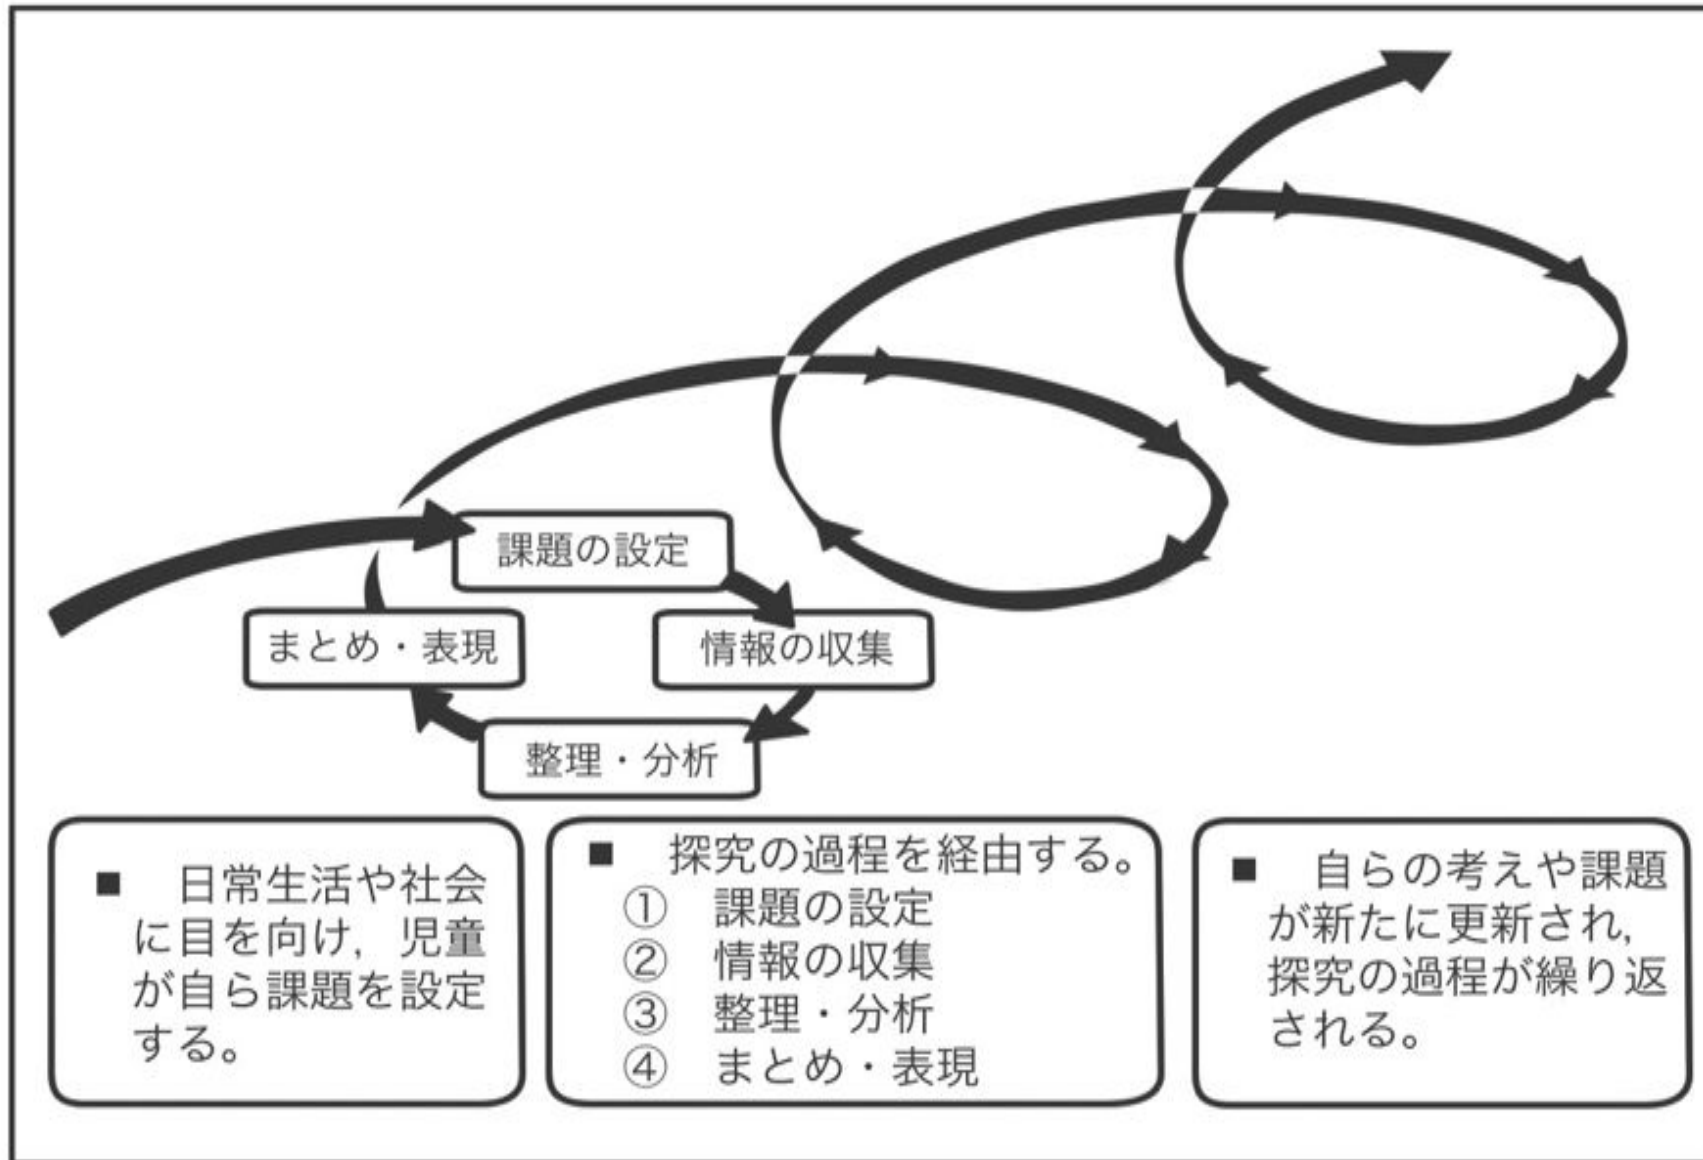 課題の設定
まとめ・表現
情報の収集
整理・分析
■　日常生活や社会
に目を向け，児童
が自ら課題を設定
する。
■　探究の過程を経由する。
①　課題の設定
②　情報の収集
③　整理・分析
④　まとめ・表現
■　自らの考えや課題
が新たに更新され，
探究の過程が繰り返
される。